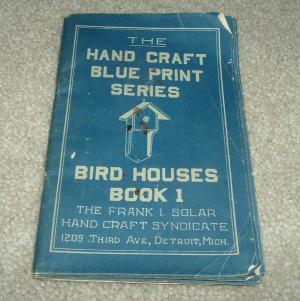 THE
HAND CRAFT
BLUE PRINT
SERIES
BIRD HOUSES
BOOK 1
THE FRANK I. SOLAR
HAND CRAFT SYNDICATE
1209 THIRD AVE, DETROIT, MICH.